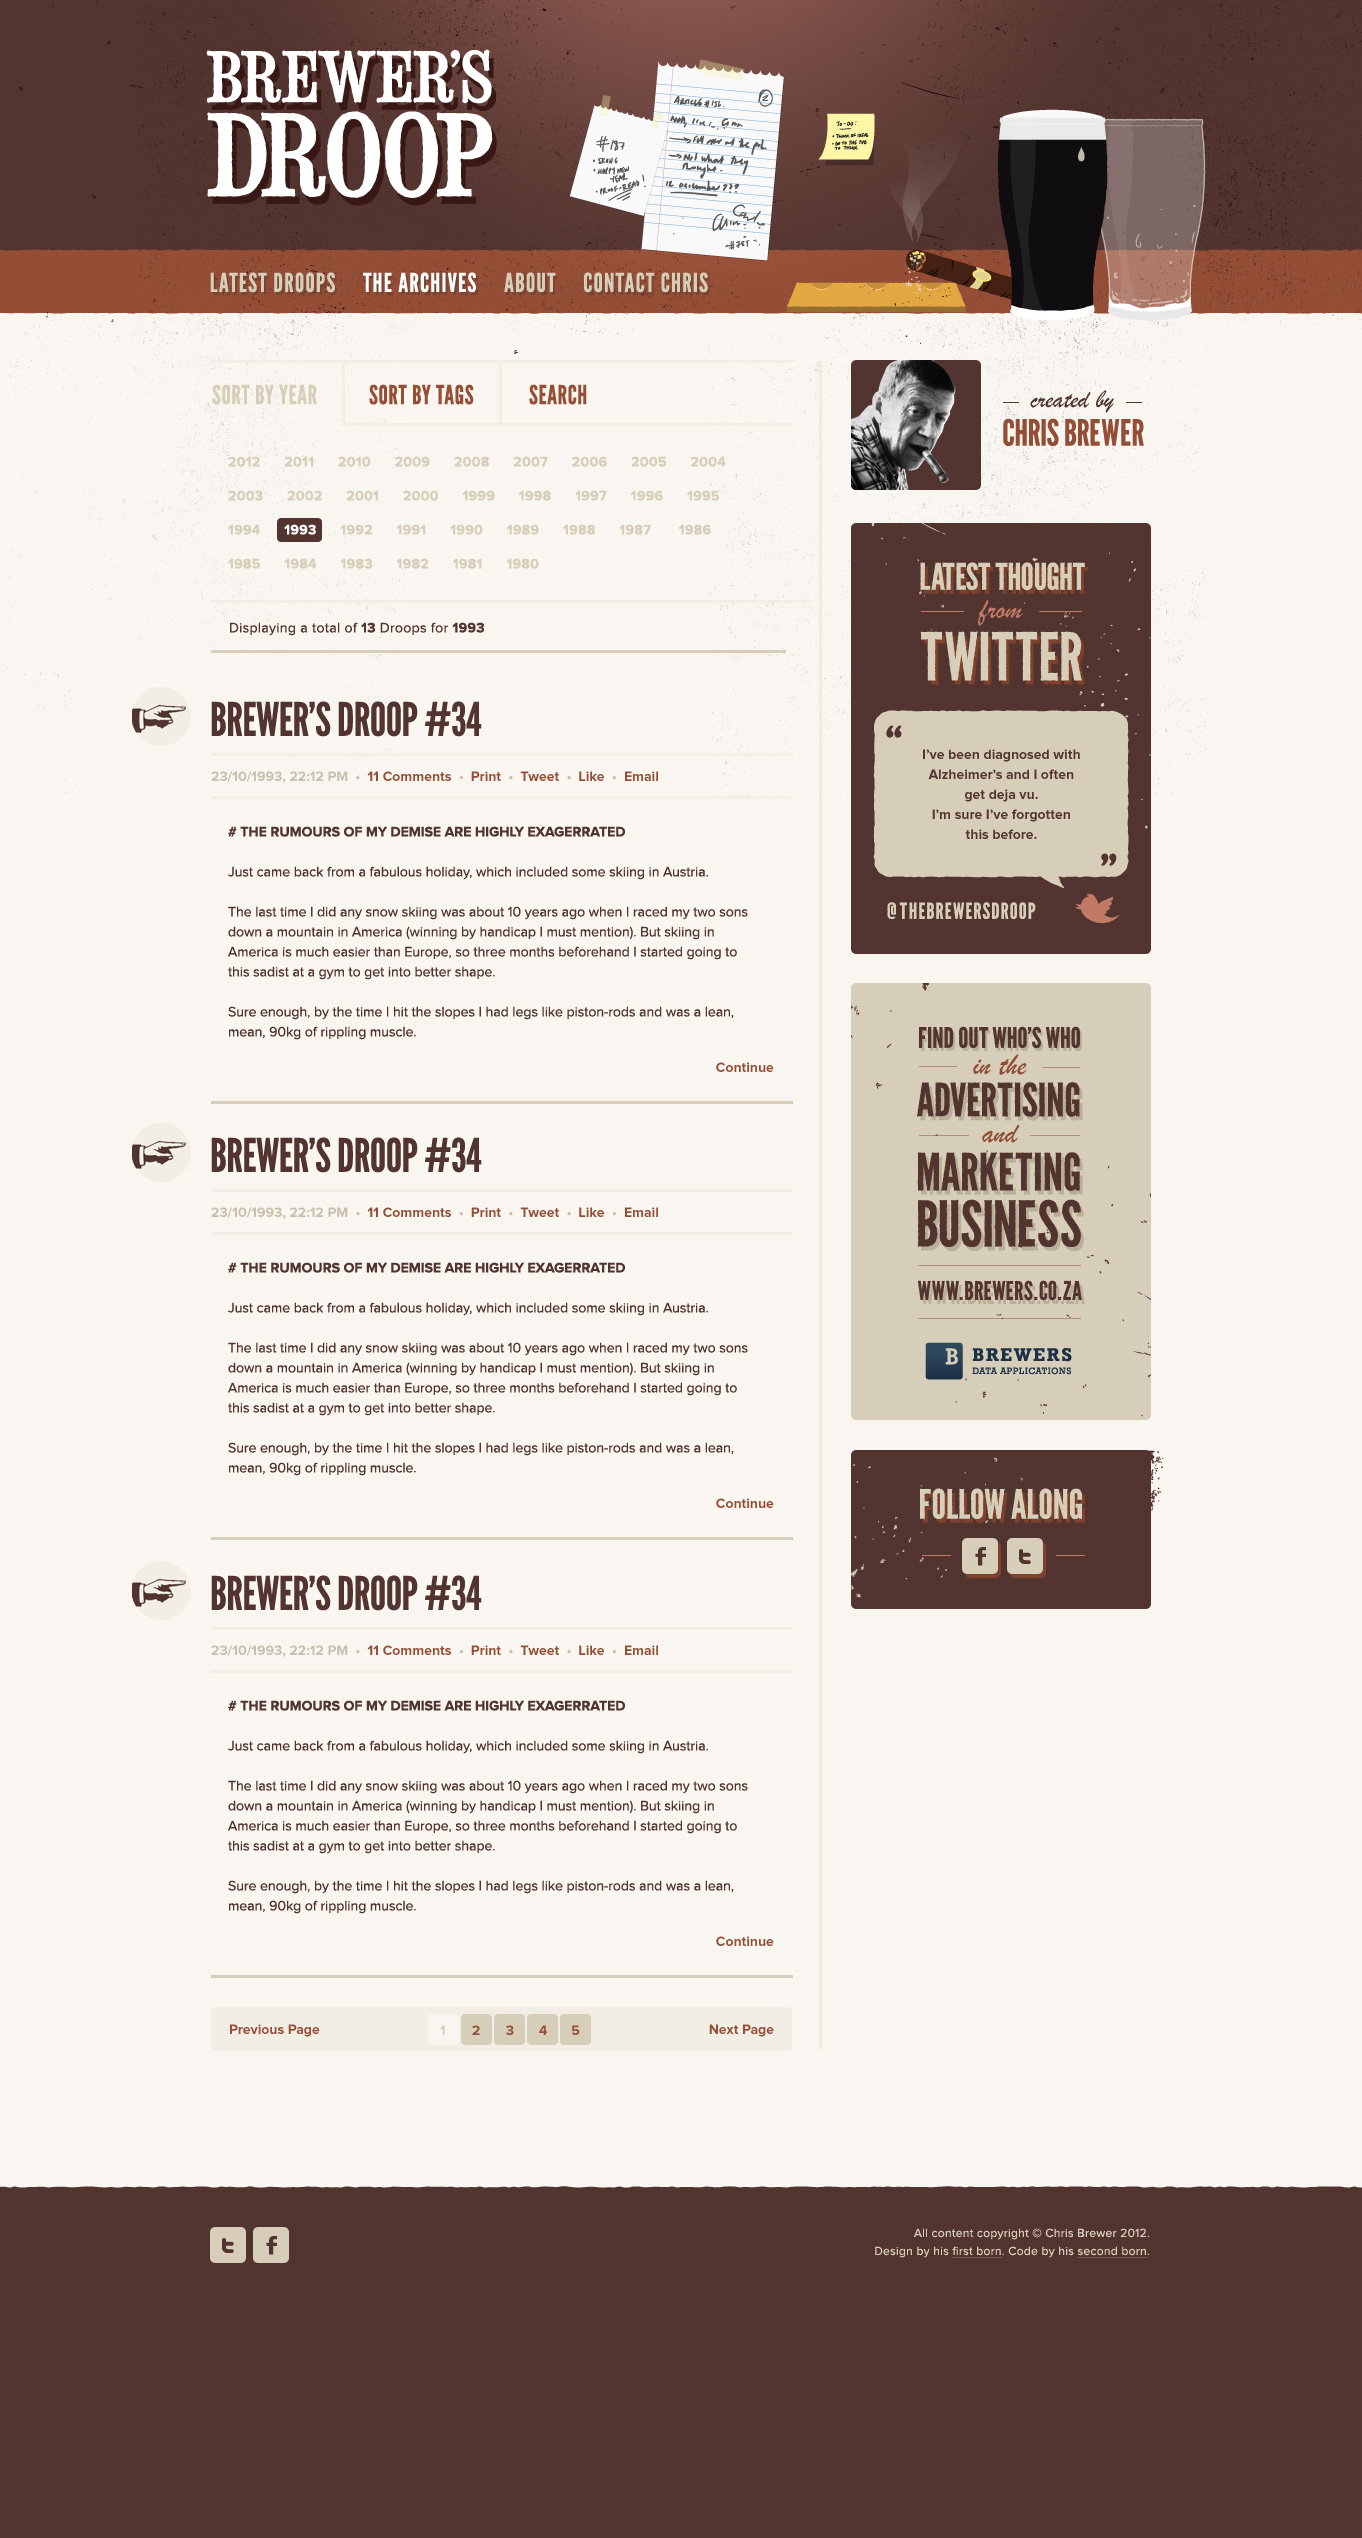 BREWER'S
DROOP
#187
HAPPY NEW
YEAR
PROOF-READ!
2
TO-DO:
THINK OF IDEAS
GO TO THE PUB
TO THINK
LATEST DROOPS THE ARCHIVES ABOUT CONTACT CHRIS
SORT BY YEAR SORT BY TAGS SEARCH
2012 2011 2010 2009 2008 2007 2006 2005 2004
2003 2002 2001 2000 1999 1998 1997 1996 1995
1994 1993 1992 1991 1990 1989 1988 1987 1986
1985 1984 1983 1982 1981 1980
Displaying a total of 13 Droops for 1993
BREWER'S DROOP #34
23/10/1993, 22:12 PM • 11 Comments • Print • Tweet • Like • Email
# THE RUMOURS OF MY DEMISE ARE HIGHLY EXAGERRATED
Just came back from a fabulous holiday, which included some skiing in Austria.
The last time I did any snow skiing was about 10 years ago when I raced my two sons
down a mountain in America (winning by handicap I must mention). But skiing in
America is much easier than Europe, so three months beforehand I started going to
this sadist at a gym to get into better shape.
Sure enough, by the time I hit the slopes I had legs like piston-rods and was a lean,
mean, 90kg of rippling muscle.
Continue
BREWER'S DROOP #34
23/10/1993, 22:12 PM • 11 Comments • Print • Tweet • Like • Email
# THE RUMOURS OF MY DEMISE ARE HIGHLY EXAGERRATED
Just came back from a fabulous holiday, which included some skiing in Austria.
The last time I did any snow skiing was about 10 years ago when I raced my two sons
down a mountain in America (winning by handicap I must mention). But skiing in
America is much easier than Europe, so three months beforehand I started going to
this sadist at a gym to get into better shape.
Sure enough, by the time I hit the slopes I had legs like piston-rods and was a lean,
mean, 90kg of rippling muscle.
Continue
BREWER'S DROOP #34
23/10/1993, 22:12 PM • 11 Comments • Print • Tweet • Like • Email
# THE RUMOURS OF MY DEMISE ARE HIGHLY EXAGERRATED
Just came back from a fabulous holiday, which included some skiing in Austria.
The last time I did any snow skiing was about 10 years ago when I raced my two sons
down a mountain in America (winning by handicap I must mention). But skiing in
America is much easier than Europe, so three months beforehand I started going to
this sadist at a gym to get into better shape.
Sure enough, by the time I hit the slopes I had legs like piston-rods and was a lean,
mean, 90kg of rippling muscle.
Continue
Previous Page 1 2 3 4 5 Next Page
created by
CHRIS BREWER
LATEST THOUGHT
from
TWITTER
“
I've been diagnosed with
Alzheimer's and I often
get deja vu.
I'm sure I've forgotten
this before.
”
@THEBREWERSDROOP
FIND OUT WHO'S WHO
in the
ADVERTISING
and
MARKETING
BUSINESS
WWW.BREWERS.CO.ZA
B BREWERS
DATA APPLICATIONS
FOLLOW ALONG
f t
t f
All content copyright © Chris Brewer 2012.
Design by his first born. Code by his second born.